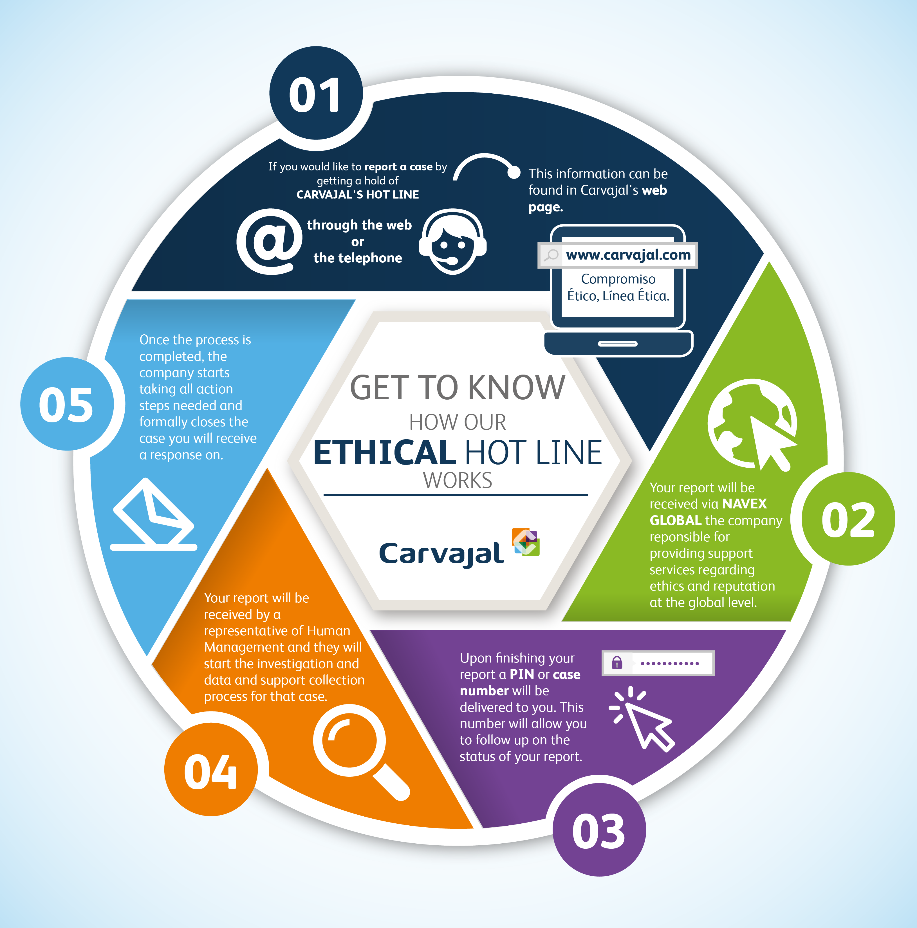 01
If you would like to report a case by
getting a hold of
CARVAJAL'S HOT LINE
@
through the web
or
the telephone
This information can be
found in Carvajal's web
page.
www.carvajal.com
Compromiso
Ético, Línea Ética.
GET TO KNOW
HOW OUR
ETHICAL HOT LINE
WORKS
Carvajal
02
Your report will be
received via NAVEX
GLOBAL the company
reponsible for
providing support
services regarding
ethics and reputation
at the global level.
03
Upon finishing your
report a PIN or case
number will be
delivered to you. This
number will allow you
to follow up on the
status of your report.
04
Your report will be
received by a
representative of Human
Management and they will
start the investigation and
data and support collection
process for that case.
05
Once the process is
completed, the
company starts
taking all action
steps needed and
formally closes the
case you will receive
a response on.